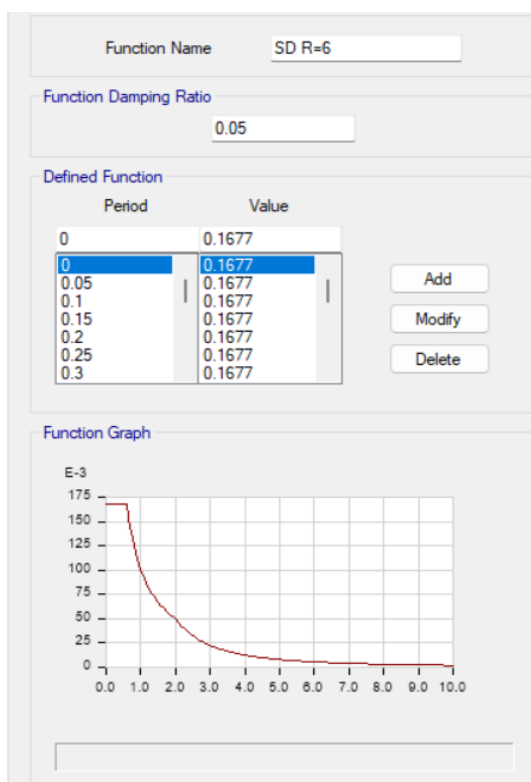 Function Name SD R=6
Function Damping Ratio
0.05
Defined Function
Period Value
0 0.1677
0 0.1677
0.05 0.1677
0.1 0.1677
0.15 0.1677
0.2 0.1677
0.25 0.1677
0.3 0.1677
Add
Modify
Delete
Function Graph
E-3
175
150
125
100
75
50
25
0
0.0 1.0 2.0 3.0 4.0 5.0 6.0 7.0 8.0 9.0 10.0